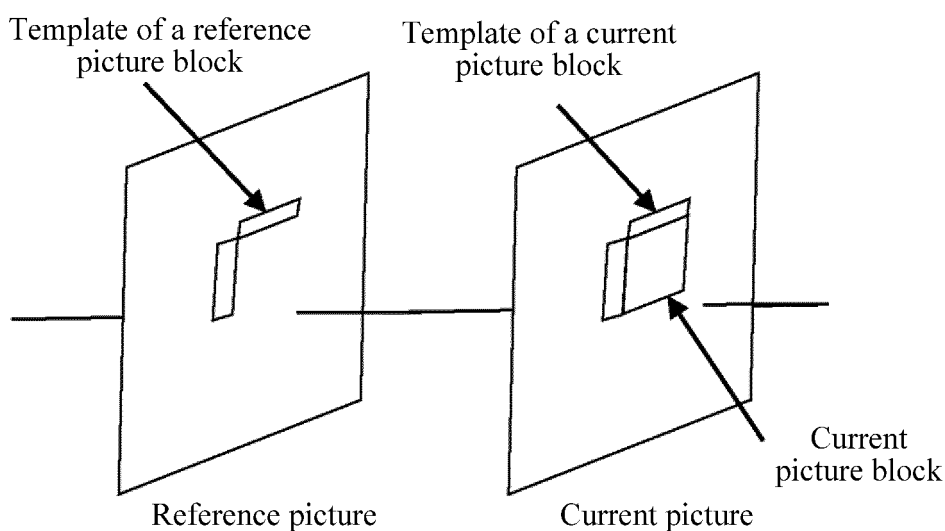 Template of a reference
picture block
Template of a current
picture block
Current
picture block
Reference picture
Current picture